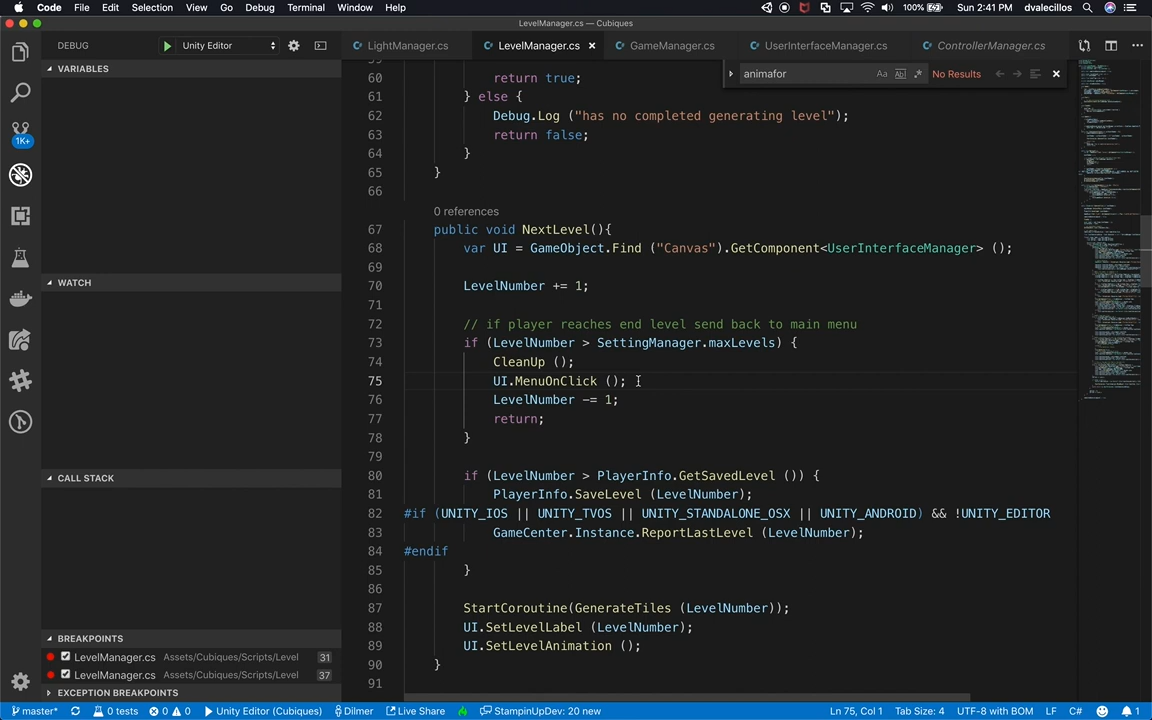 Code File Edit Selection View Go Debug Terminal Window Help 100% Sun 2:41 PM dvalecillos
LevelManager.cs — Cubiques
DEBUG Unity Editor LightManager.cs LevelManager.cs GameManager.cs UserInterfaceManager.cs ControllerManager.cs
VARIABLES
animafor Aa Abl .* No Results
60 return true;
61 } else {
62 Debug.Log ("has no completed generating level");
63 return false;
64 }
65 }
66
0 references
67 public void NextLevel(){
68 var UI = GameObject.Find ("Canvas").GetComponent<UserInterfaceManager> ();
69
70 LevelNumber += 1;
71
72 // if player reaches end level send back to main menu
73 if (LevelNumber > SettingManager.maxLevels) {
74 CleanUp ();
75 UI.MenuOnClick ();
76 LevelNumber -= 1;
77 return;
78 }
79
80 if (LevelNumber > PlayerInfo.GetSavedLevel ()) {
81 PlayerInfo.SaveLevel (LevelNumber);
82 #if (UNITY_IOS || UNITY_TVOS || UNITY_STANDALONE_OSX || UNITY_ANDROID) && !UNITY_EDITOR
83 GameCenter.Instance.ReportLastLevel (LevelNumber);
84 #endif
85 }
86
87 StartCoroutine(GenerateTiles (LevelNumber));
88 UI.SetLevelLabel (LevelNumber);
89 UI.SetLevelAnimation ();
90 }
91
1K+
WATCH
CALL STACK
BREAKPOINTS
LevelManager.cs Assets/Cubiques/Scripts/Level 31
LevelManager.cs Assets/Cubiques/Scripts/Level 37
EXCEPTION BREAKPOINTS
master* 0 tests 0 0 Unity Editor (Cubiques) Dilmer Live Share StampinUpDev: 20 new Ln 75, Col 1 Tab Size: 4 UTF-8 with BOM LF C# 1